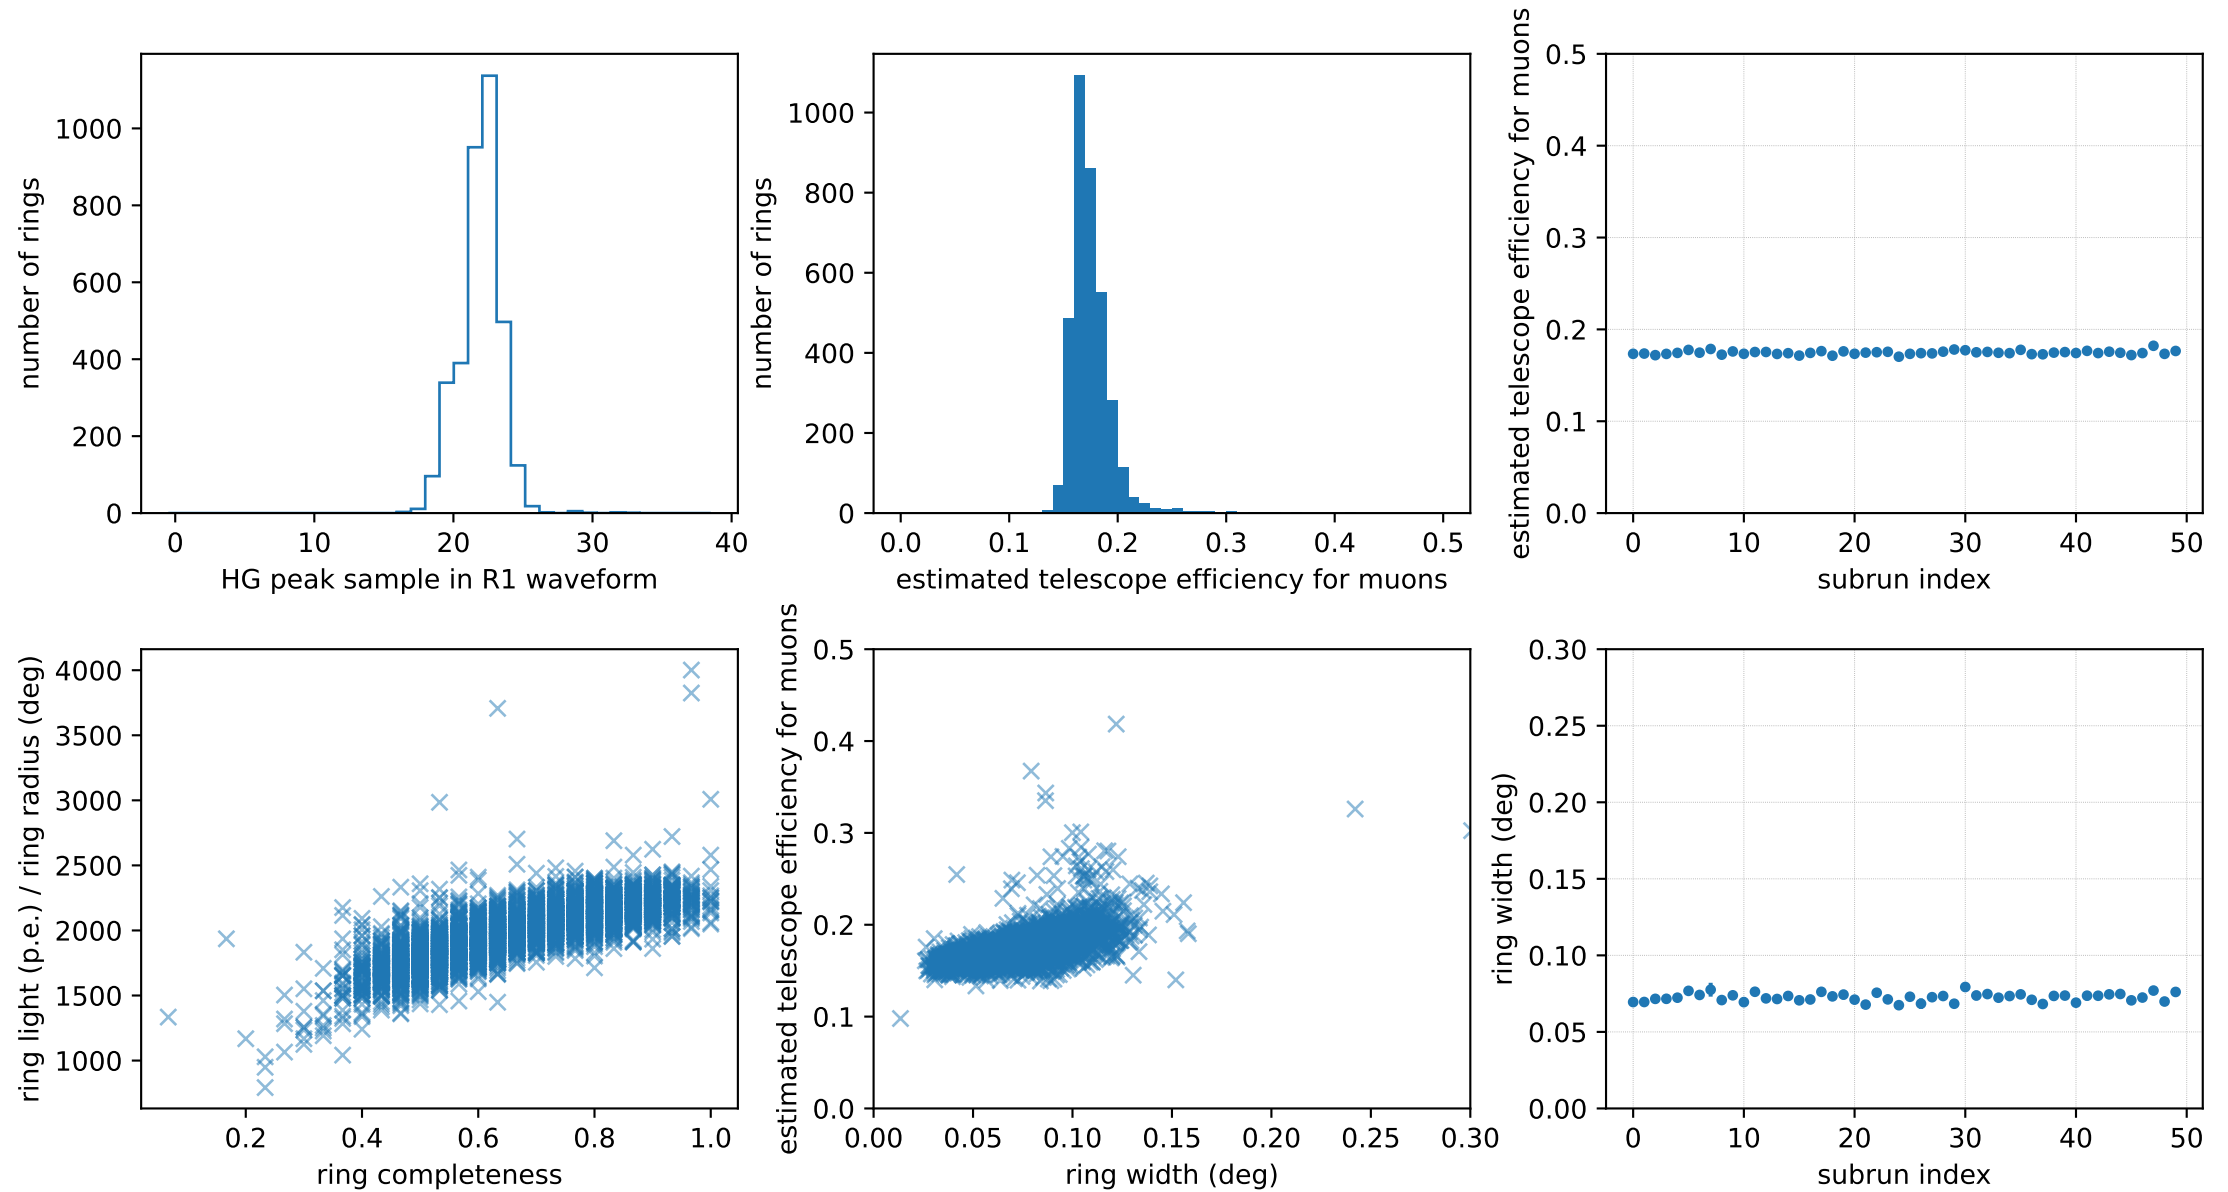 number of rings
1000
800
600
400
200
0
0 10 20 30 40
HG peak sample in R1 waveform
number of rings
1000
800
600
400
200
0
0.0 0.1 0.2 0.3 0.4 0.5
estimated telescope efficiency for muons
estimated telescope efficiency for muons
0.5
0.4
0.3
0.2
0.1
0.0
0 10 20 30 40 50
subrun index
ring light (p.e.) / ring radius (deg)
4000
3500
3000
2500
2000
1500
1000
0.2 0.4 0.6 0.8 1.0
ring completeness
estimated telescope efficiency for muons
0.5
0.4
0.3
0.2
0.1
0.0
0.00 0.05 0.10 0.15 0.20 0.25 0.30
ring width (deg)
ring width (deg)
0.30
0.25
0.20
0.15
0.10
0.05
0.00
0 10 20 30 40 50
subrun index